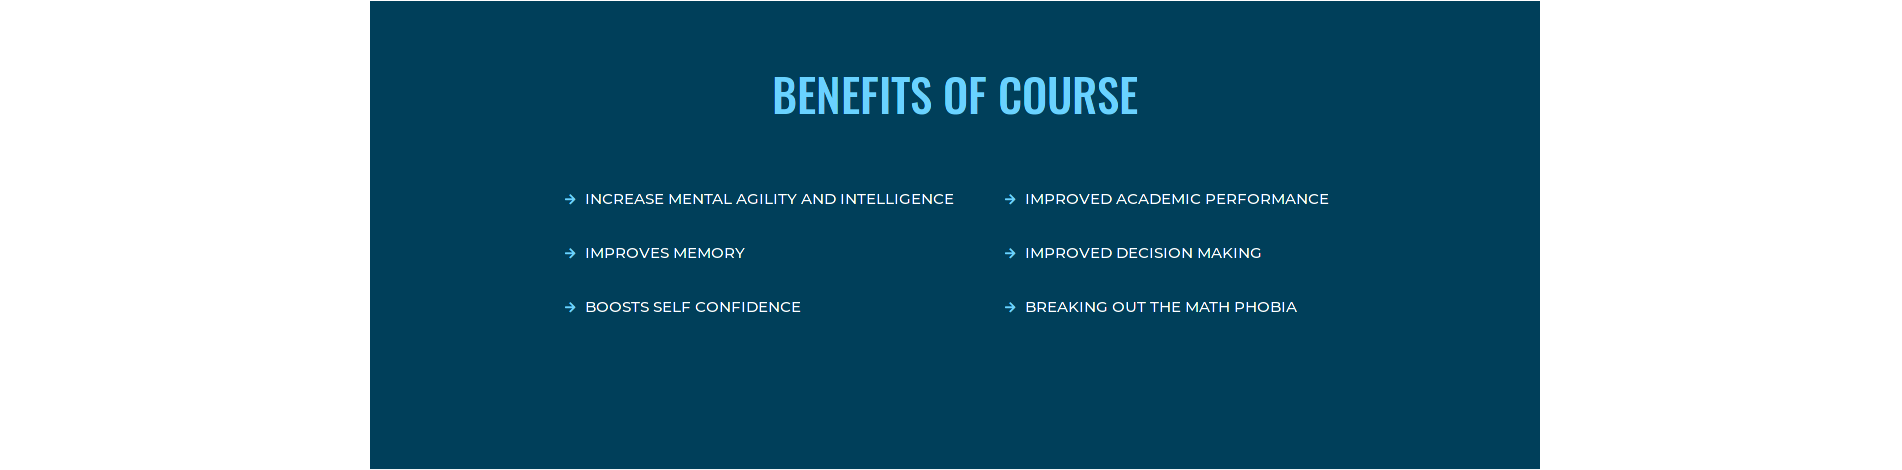 BENEFITS OF COURSE
→ INCREASE MENTAL AGILITY AND INTELLIGENCE
→ IMPROVES MEMORY
→ BOOSTS SELF CONFIDENCE
→ IMPROVED ACADEMIC PERFORMANCE
→ IMPROVED DECISION MAKING
→ BREAKING OUT THE MATH PHOBIA